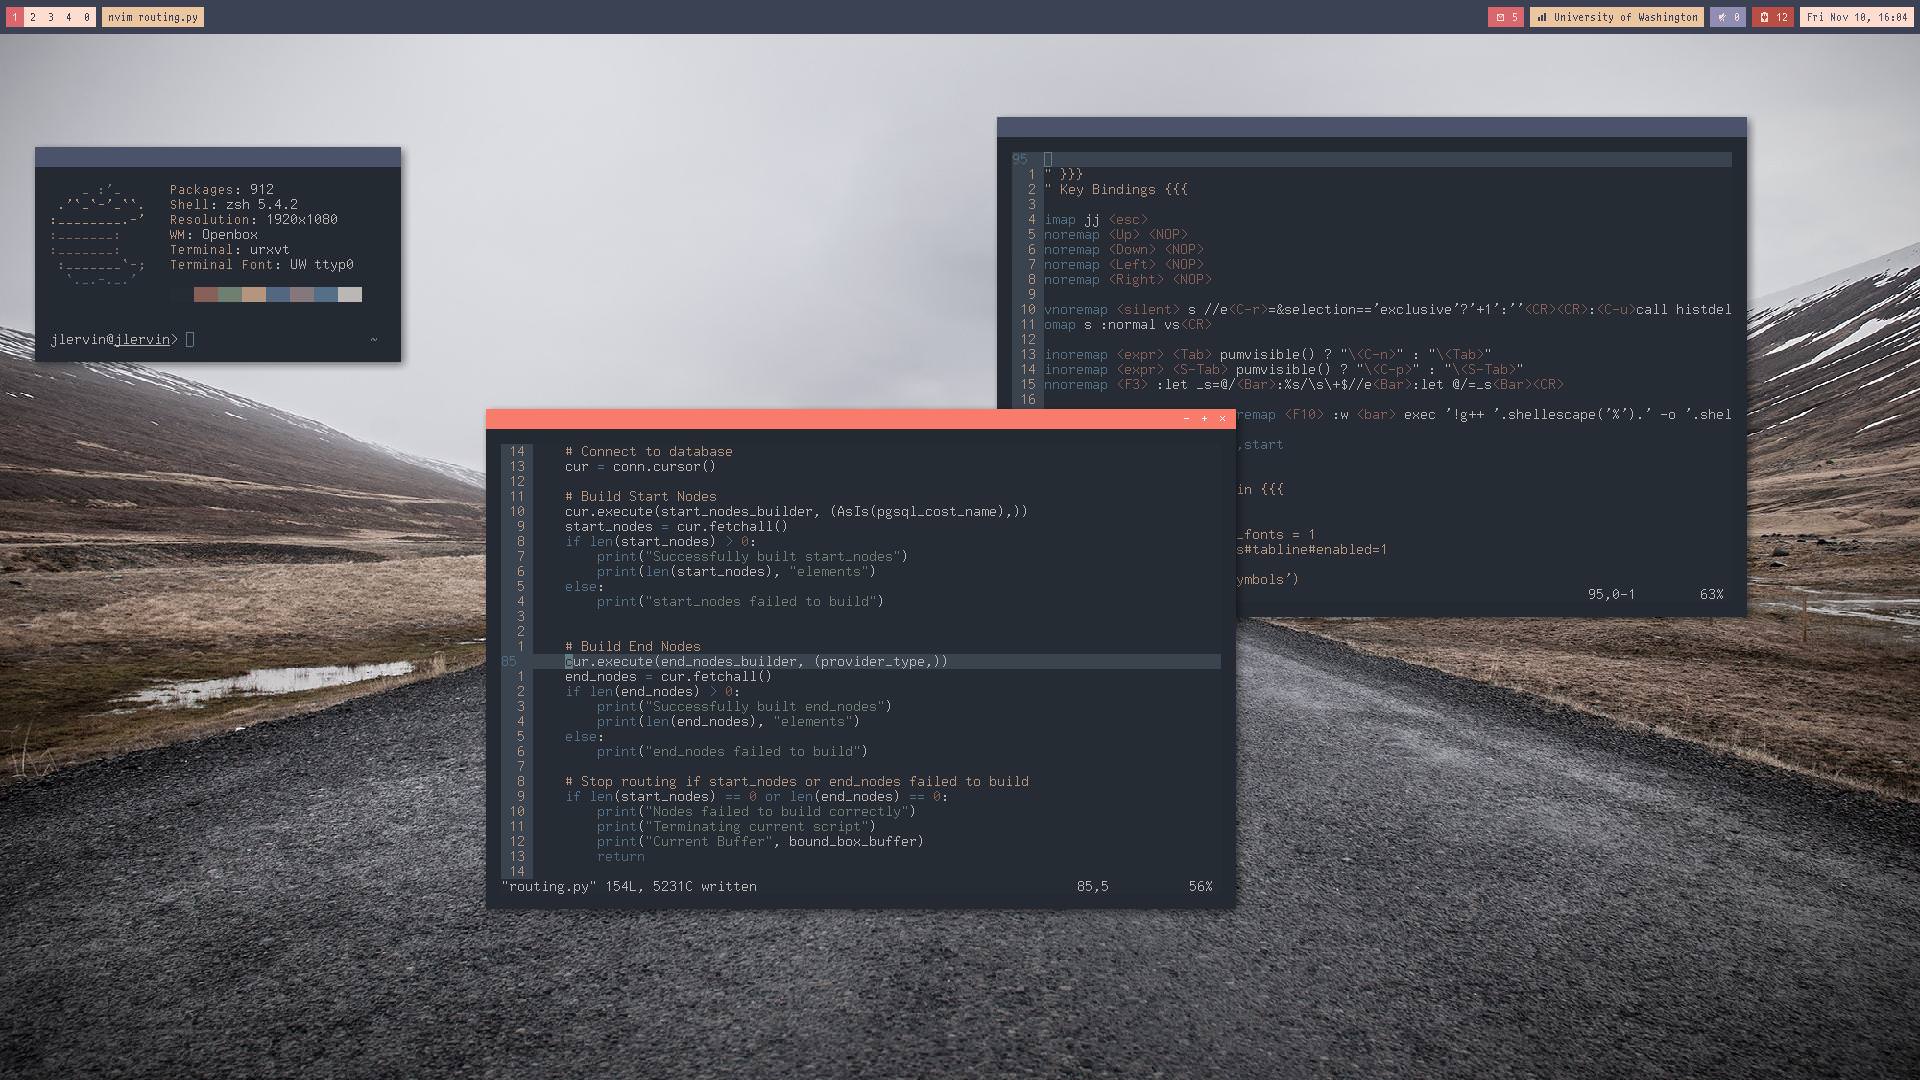 1 2 3 4 0 nvim routing.py
5 University of Washington 0 12 Fri Nov 10, 16:04
Packages: 912
Shell: zsh 5.4.2
Resolution: 1920x1080
WM: Openbox
Terminal: urxvt
Terminal Font: UW ttyp0
jlervin@jlervin> ~
95
1 " }}}
2 " Key Bindings {{{
3
4 imap jj <esc>
5 noremap <Up> <NOP>
6 noremap <Down> <NOP>
7 noremap <Left> <NOP>
8 noremap <Right> <NOP>
9
10 vnoremap <silent> s //e<C-r>=&selection=='exclusive'?'+1':''<CR><CR>:<C-u>call histdel
11 omap s :normal vs<CR>
12
13 inoremap <expr> <Tab> pumvisible() ? "\<C-n>" : "\<Tab>"
14 inoremap <expr> <S-Tab> pumvisible() ? "\<C-p>" : "\<S-Tab>"
15 nnoremap <F3> :let _s=@/<Bar>:%s/\s\+$//e<Bar>:let @/=_s<Bar><CR>
16
remap <F10> :w <bar> exec '!g++ '.shellescape('%').' -o '.shel
,start
in {{{
_fonts = 1
s#tabline#enabled=1
ymbols')
95,0-1 63%
- + ×
14 # Connect to database
13 cur = conn.cursor()
12
11 # Build Start Nodes
10 cur.execute(start_nodes_builder, (AsIs(pgsql_cost_name),))
9 start_nodes = cur.fetchall()
8 if len(start_nodes) > 0:
7 print("Successfully built start_nodes")
6 print(len(start_nodes), "elements")
5 else:
4 print("start_nodes failed to build")
3
2
1 # Build End Nodes
85 cur.execute(end_nodes_builder, (provider_type,))
1 end_nodes = cur.fetchall()
2 if len(end_nodes) > 0:
3 print("Successfully built end_nodes")
4 print(len(end_nodes), "elements")
5 else:
6 print("end_nodes failed to build")
7
8 # Stop routing if start_nodes or end_nodes failed to build
9 if len(start_nodes) == 0 or len(end_nodes) == 0:
10 print("Nodes failed to build correctly")
11 print("Terminating current script")
12 print("Current Buffer", bound_box_buffer)
13 return
14
"routing.py" 154L, 5231C written 85,5 56%